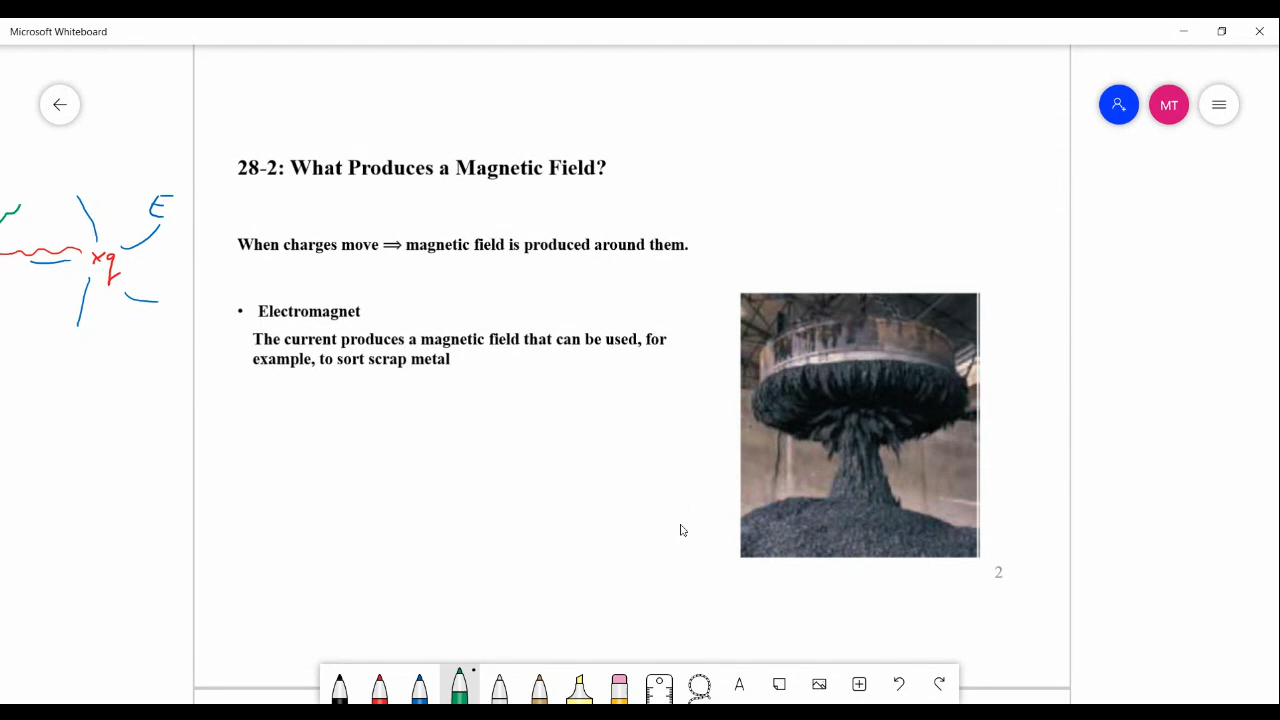 Microsoft Whiteboard
MT
28-2: What Produces a Magnetic Field?
E
xq
When charges move ⟹ magnetic field is produced around them.
• Electromagnet
The current produces a magnetic field that can be used, for
example, to sort scrap metal
2
A